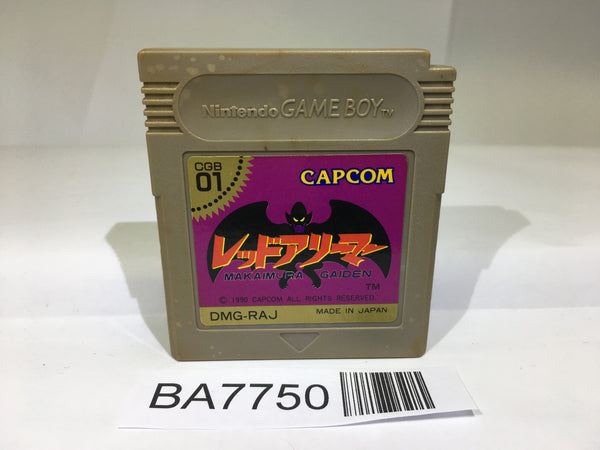 Nintendo GAME BOY TM
CGB
01
CAPCOM
レッドアリーマー
MAKAIMURA GAIDEN
TM
© 1990 CAPCOM ALL RIGHTS RESERVED.
DMG-RAJ
MADE IN JAPAN
BA7750